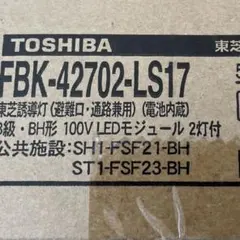 TOSHIBA 東芝
FBK-42702-LS17
東芝誘導灯(避難口・通路兼用)(電池内蔵)
級・BH形 100V LEDモジュール 2灯付
公共施設:SH1-FSF21-BH
ST1-FSF23-BH